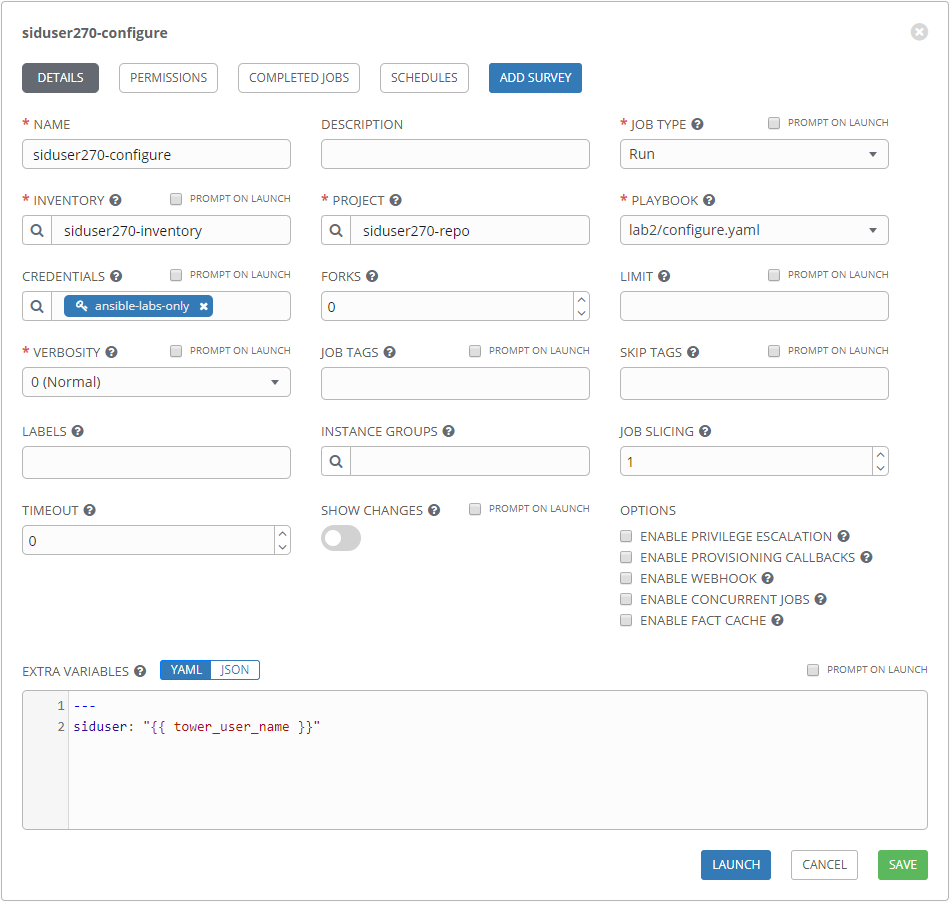 siduser270-configure
DETAILS PERMISSIONS COMPLETED JOBS SCHEDULES ADD SURVEY
* NAME DESCRIPTION * JOB TYPE PROMPT ON LAUNCH
siduser270-configure Run
* INVENTORY PROMPT ON LAUNCH * PROJECT * PLAYBOOK
siduser270-inventory siduser270-repo lab2/configure.yaml
CREDENTIALS PROMPT ON LAUNCH FORKS LIMIT PROMPT ON LAUNCH
ansible-labs-only 0
* VERBOSITY PROMPT ON LAUNCH JOB TAGS PROMPT ON LAUNCH SKIP TAGS PROMPT ON LAUNCH
0 (Normal)
LABELS INSTANCE GROUPS JOB SLICING
1
TIMEOUT SHOW CHANGES PROMPT ON LAUNCH OPTIONS
0
ENABLE PRIVILEGE ESCALATION
ENABLE PROVISIONING CALLBACKS
ENABLE WEBHOOK
ENABLE CONCURRENT JOBS
ENABLE FACT CACHE
EXTRA VARIABLES YAML JSON PROMPT ON LAUNCH
1 ---
2 siduser: "{{ tower_user_name }}"
LAUNCH CANCEL SAVE